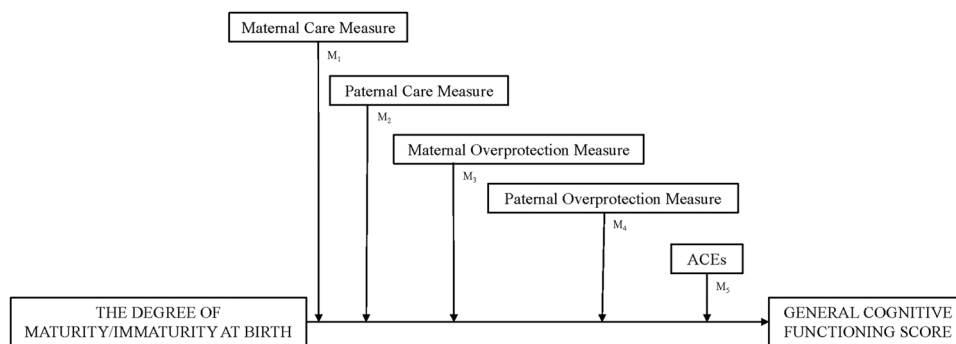 Maternal Care Measure
M₁
Paternal Care Measure
M₂
Maternal Overprotection Measure
M₃
Paternal Overprotection Measure
M₄
ACEs
M₅
THE DEGREE OF
MATURITY/IMMATURITY AT BIRTH
GENERAL COGNITIVE
FUNCTIONING SCORE